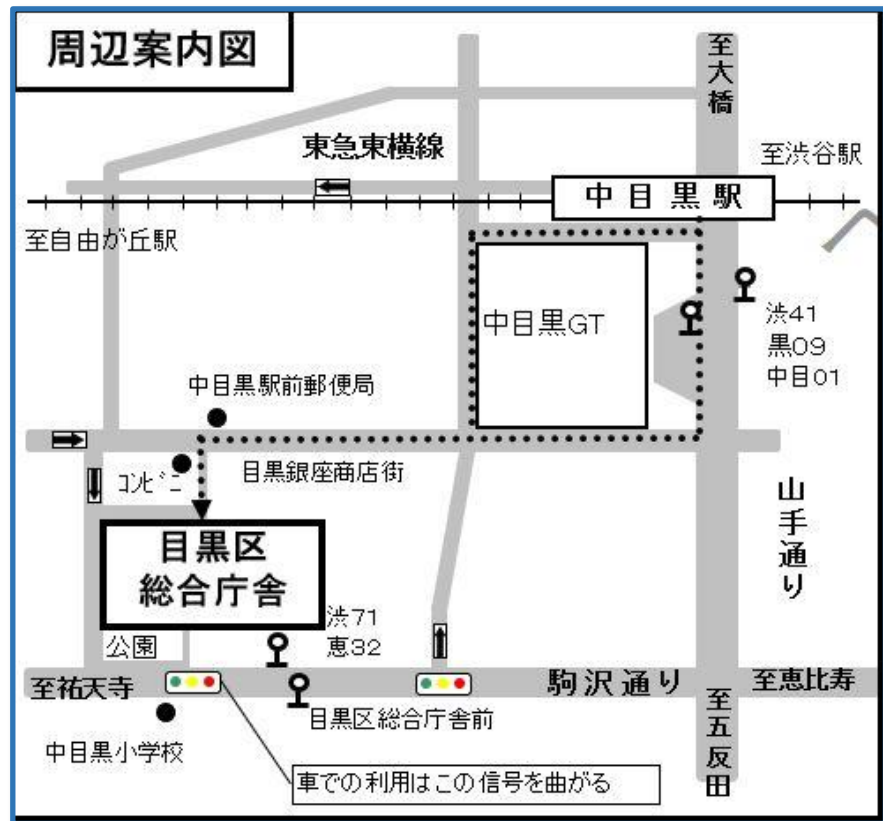 周辺案内図
至大橋
東急東横線
至渋谷駅
中目黒駅
至自由が丘駅
中目黒GT
渋41
黒09
中目01
中目黒駅前郵便局
目黒銀座商店街
コンビニ
山手通り
目黒区
総合庁舎
渋71
恵32
公園
至祐天寺
駒沢通り
至恵比寿
目黒区総合庁舎前
至五反田
中目黒小学校
車での利用はこの信号を曲がる